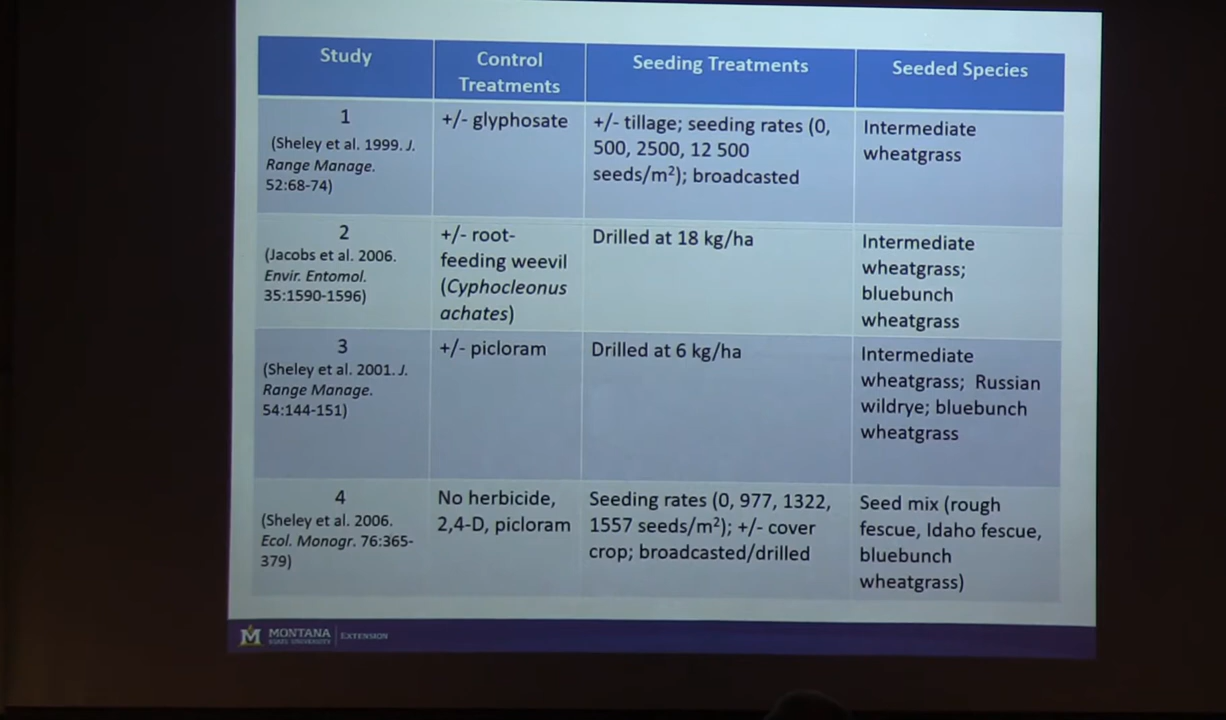 Study
Control
Treatments
Seeding Treatments
Seeded Species
1
(Sheley et al. 1999. J.
Range Manage.
52:68-74)
+/- glyphosate
+/- tillage; seeding rates (0,
500, 2500, 12 500
seeds/m²); broadcasted
Intermediate
wheatgrass
2
(Jacobs et al. 2006.
Envir. Entomol.
35:1590-1596)
+/- root-
feeding weevil
(Cyphocleonus
achates)
Drilled at 18 kg/ha
Intermediate
wheatgrass;
bluebunch
wheatgrass
3
(Sheley et al. 2001. J.
Range Manage.
54:144-151)
+/- picloram
Drilled at 6 kg/ha
Intermediate
wheatgrass; Russian
wildrye; bluebunch
wheatgrass
4
(Sheley et al. 2006.
Ecol. Monogr. 76:365-
379)
No herbicide,
2,4-D, picloram
Seeding rates (0, 977, 1322,
1557 seeds/m²); +/- cover
crop; broadcasted/drilled
Seed mix (rough
fescue, Idaho fescue,
bluebunch
wheatgrass)
M MONTANA
STATE UNIVERSITY
EXTENSION